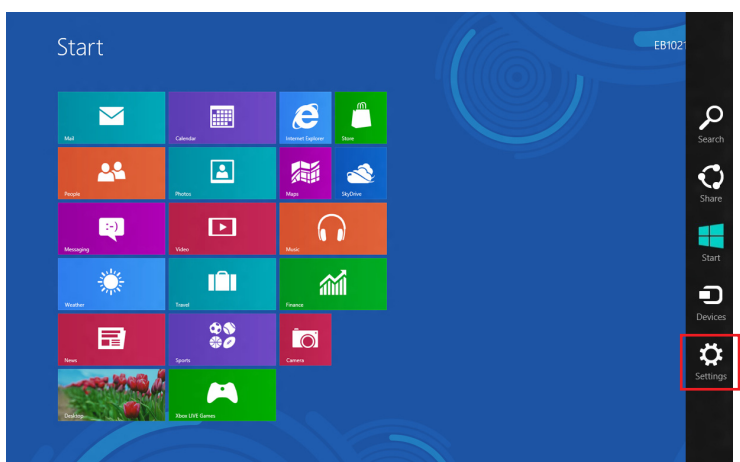 Start
EB1021
Mail
Calendar
Internet Explorer
Store
People
Photos
Maps
SkyDrive
Messaging
Video
Music
Weather
Travel
Finance
News
Sports
Camera
Desktop
Xbox LIVE Games
Search
Share
Start
Devices
Settings